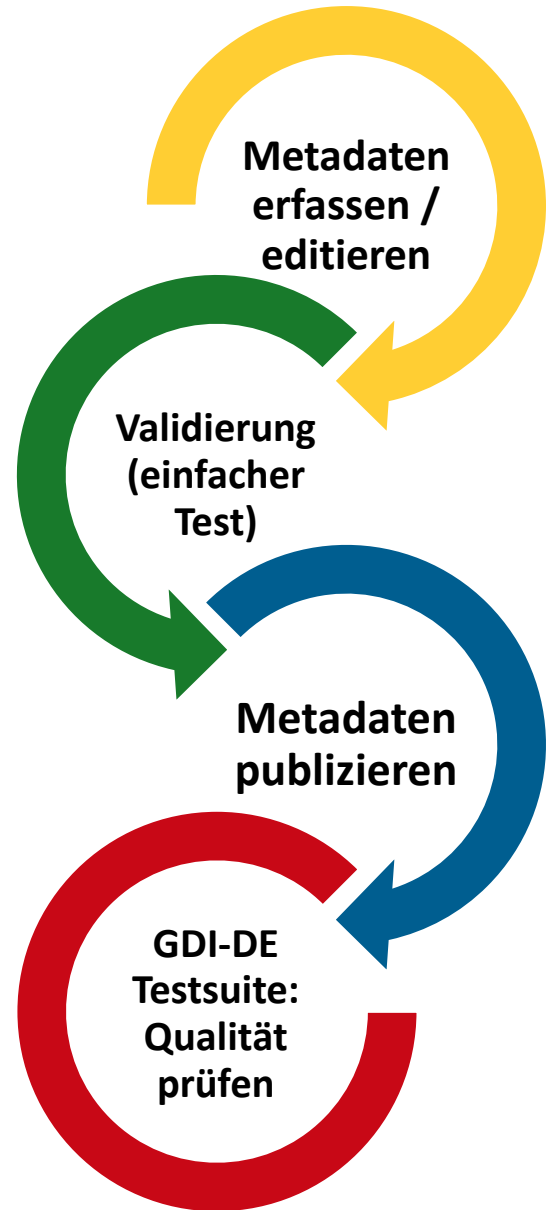 Metadaten
erfassen /
editieren
Validierung
(einfacher
Test)
Metadaten
publizieren
GDI-DE
Testsuite:
Qualität
prüfen